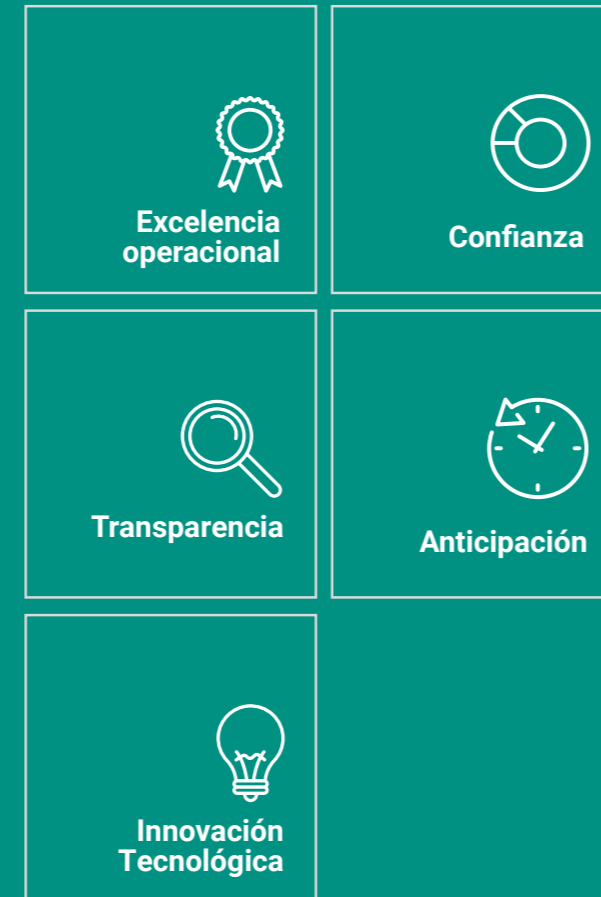 Excelencia
operacional
Confianza
Transparencia
Anticipación
Innovación
Tecnológica